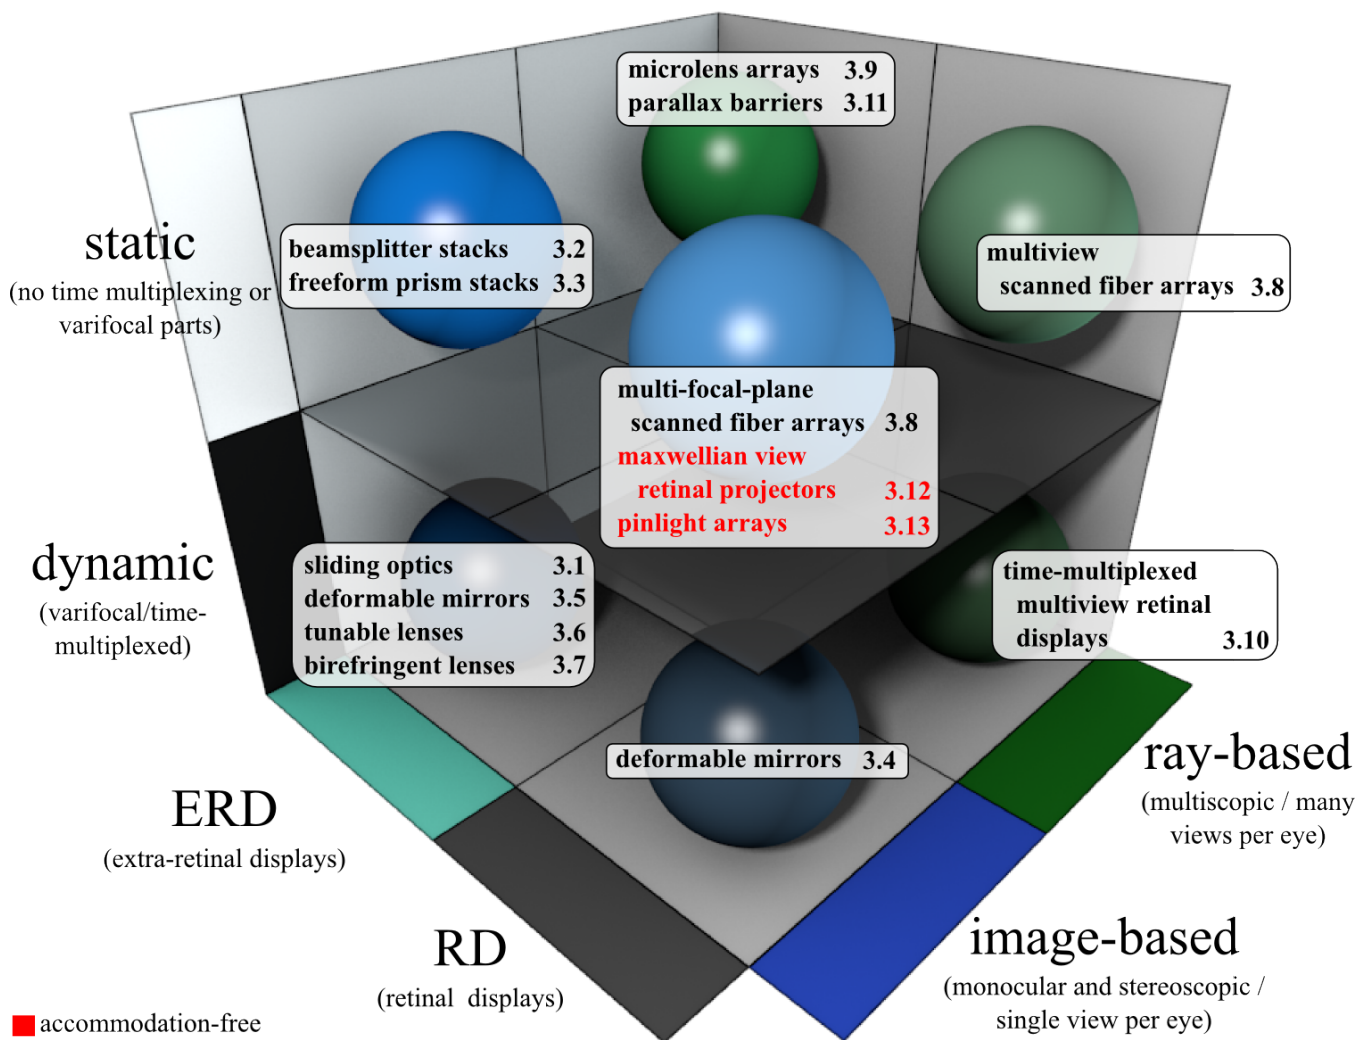 microlens arrays 3.9
parallax barriers 3.11
static
(no time multiplexing or
varifocal parts)
beamsplitter stacks 3.2
freeform prism stacks 3.3
multiview
scanned fiber arrays 3.8
multi-focal-plane
scanned fiber arrays 3.8
maxwellian view
retinal projectors 3.12
pinlight arrays 3.13
dynamic
(varifocal/time-
multiplexed)
sliding optics 3.1
deformable mirrors 3.5
tunable lenses 3.6
birefringent lenses 3.7
time-multiplexed
multiview retinal
displays 3.10
deformable mirrors 3.4
ERD
(extra-retinal displays)
RD
(retinal displays)
ray-based
(multiscopic / many
views per eye)
image-based
(monocular and stereoscopic /
single view per eye)
accommodation-free